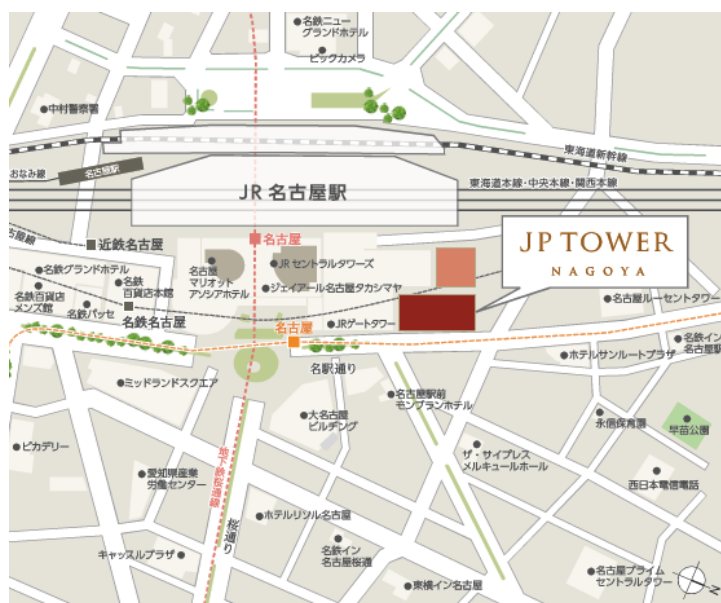 名鉄ニュー
グランドホテル
ビックカメラ
中村警察署
東海道新幹線
おなみ線
名古屋駅
JR 名古屋駅
東海道本線・中央本線・関西本線
古屋線
近鉄名古屋
名古屋
JP TOWER
NAGOYA
名鉄グランドホテル
名古屋
マリオット
アソシアホテル
JR セントラルタワーズ
名鉄百貨店
メンズ館
名鉄
百貨店本館
ジェイアール名古屋タカシマヤ
名古屋ルーセントタワー
名鉄パッセ
名鉄名古屋
名古屋
JRゲートタワー
名鉄イン
名古屋駅
ホテルサンルートプラザ
名駅通り
ミッドランドスクエア
名古屋駅前
モンブランホテル
大名古屋
ビルヂング
永信保育園
早苗公園
ピカデリー
ザ・サイプレス
メルキュールホール
地下鉄桜通線
愛知県産業
労働センター
西日本電信電話
ホテルリソル名古屋
桜通り
名鉄イン
名古屋桜通
キャッスルプラザ
名古屋プライム
セントラルタワー
東横イン名古屋
N